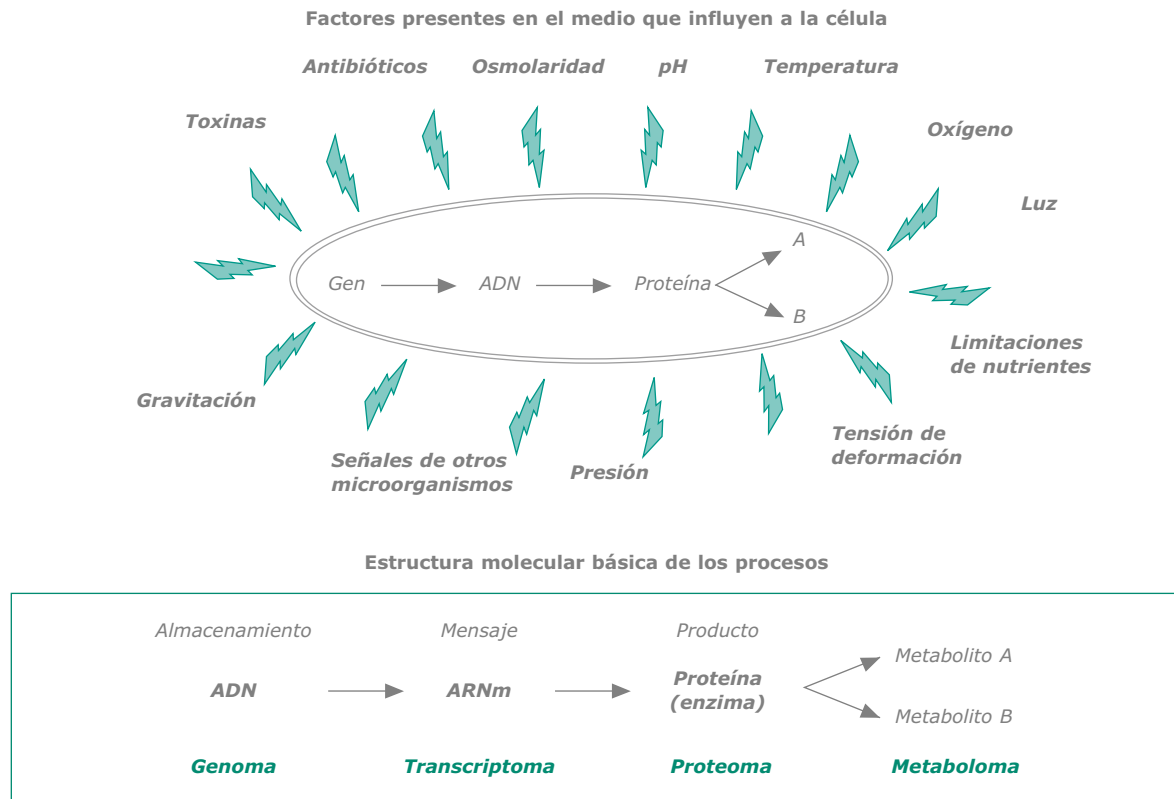 Factores presentes en el medio que influyen a la célula
Antibióticos
Osmolaridad
pH
Temperatura
Toxinas
Oxígeno
Luz
A
Gen
ADN
Proteína
B
Limitaciones
de nutrientes
Gravitación
Tensión de
deformación
Señales de otros
microorganismos
Presión
Estructura molecular básica de los procesos
Almacenamiento
Mensaje
Producto
Metabolito A
ADN
ARNm
Proteína
(enzima)
Metabolito B
Genoma
Transcriptoma
Proteoma
Metaboloma